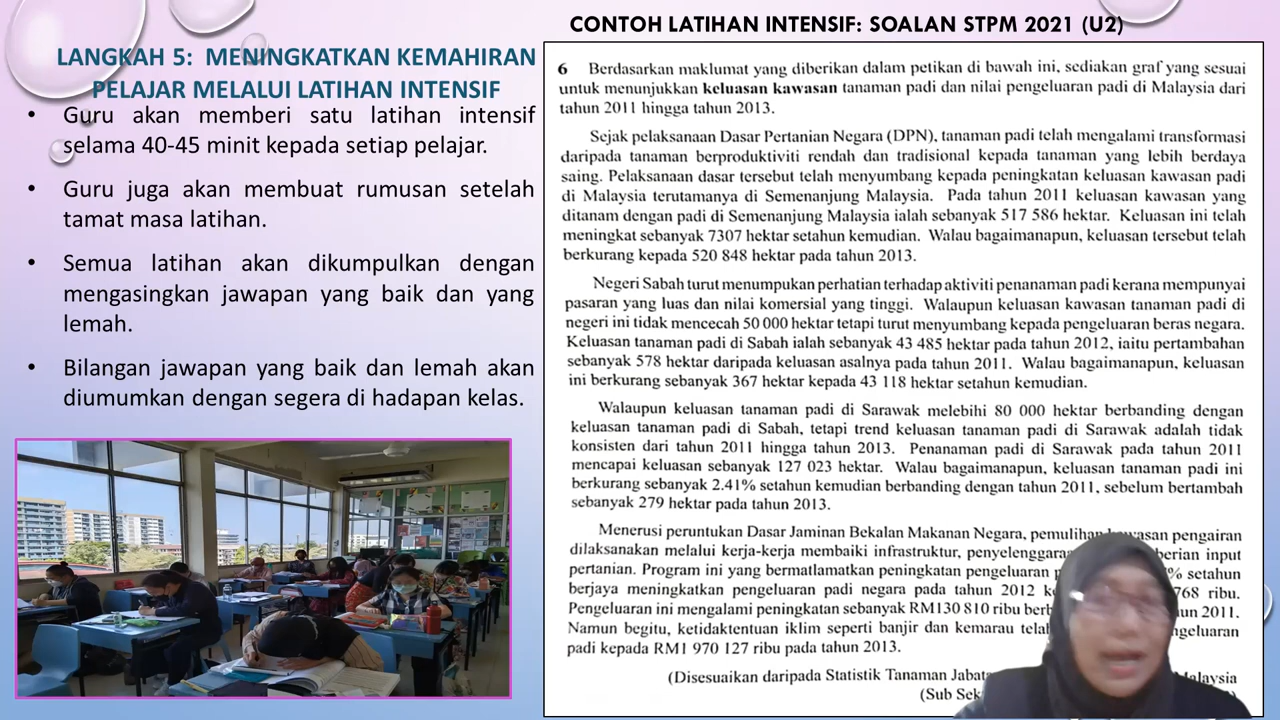 CONTOH LATIHAN INTENSIF: SOALAN STPM 2021 (U2)
LANGKAH 5: MENINGKATKAN KEMAHIRAN
PELAJAR MELALUI LATIHAN INTENSIF
• Guru akan memberi satu latihan intensif
selama 40-45 minit kepada setiap pelajar.
• Guru juga akan membuat rumusan setelah
tamat masa latihan.
• Semua latihan akan dikumpulkan dengan
mengasingkan jawapan yang baik dan yang
lemah.
• Bilangan jawapan yang baik dan lemah akan
diumumkan dengan segera di hadapan kelas.
6 Berdasarkan maklumat yang diberikan dalam petikan di bawah ini, sediakan graf yang sesuai
untuk menunjukkan keluasan kawasan tanaman padi dan nilai pengeluaran padi di Malaysia dari
tahun 2011 hingga tahun 2013.
Sejak pelaksanaan Dasar Pertanian Negara (DPN), tanaman padi telah mengalami transformasi
daripada tanaman berproduktiviti rendah dan tradisional kepada tanaman yang lebih berdaya
saing. Pelaksanaan dasar tersebut telah menyumbang kepada peningkatan keluasan kawasan padi
di Malaysia terutamanya di Semenanjung Malaysia. Pada tahun 2011 keluasan kawasan yang
ditanam dengan padi di Semenanjung Malaysia ialah sebanyak 517 586 hektar. Keluasan ini telah
meningkat sebanyak 7307 hektar setahun kemudian. Walau bagaimanapun, keluasan tersebut telah
berkurang kepada 520 848 hektar pada tahun 2013.
Negeri Sabah turut menumpukan perhatian terhadap aktiviti penanaman padi kerana mempunyai
pasaran yang luas dan nilai komersial yang tinggi. Walaupun keluasan kawasan tanaman padi di
negeri ini tidak mencecah 50 000 hektar tetapi turut menyumbang kepada pengeluaran beras negara.
Keluasan tanaman padi di Sabah ialah sebanyak 43 485 hektar pada tahun 2012, iaitu pertambahan
sebanyak 578 hektar daripada keluasan asalnya pada tahun 2011. Walau bagaimanapun, keluasan
ini berkurang sebanyak 367 hektar kepada 43 118 hektar setahun kemudian.
Walaupun keluasan tanaman padi di Sarawak melebihi 80 000 hektar berbanding dengan
keluasan tanaman padi di Sabah, tetapi trend keluasan tanaman padi di Sarawak adalah tidak
konsisten dari tahun 2011 hingga tahun 2013. Penanaman padi di Sarawak pada tahun 2011
mencapai keluasan sebanyak 127 023 hektar. Walau bagaimanapun, keluasan tanaman padi ini
berkurang sebanyak 2.41% setahun kemudian berbanding dengan tahun 2011, sebelum bertambah
sebanyak 279 hektar pada tahun 2013.
Menerusi peruntukan Dasar Jaminan Bekalan Makanan Negara, pemulihan pengairan
dilaksanakan melalui kerja-kerja membaiki infrastruktur, input
pertanian. Program ini yang bermatlamatkan peningkatan pengeluaran % setahun
berjaya meningkatkan pengeluaran padi negara pada tahun 2012 768 ribu.
Pengeluaran ini mengalami peningkatan sebanyak RM130 810 ribu 2011.
Namun begitu, ketidaktentuan iklim seperti banjir dan kemarau
padi kepada RM1 970 127 ribu pada tahun 2013.
(Disesuaikan daripada Statistik Tanaman
(Sub